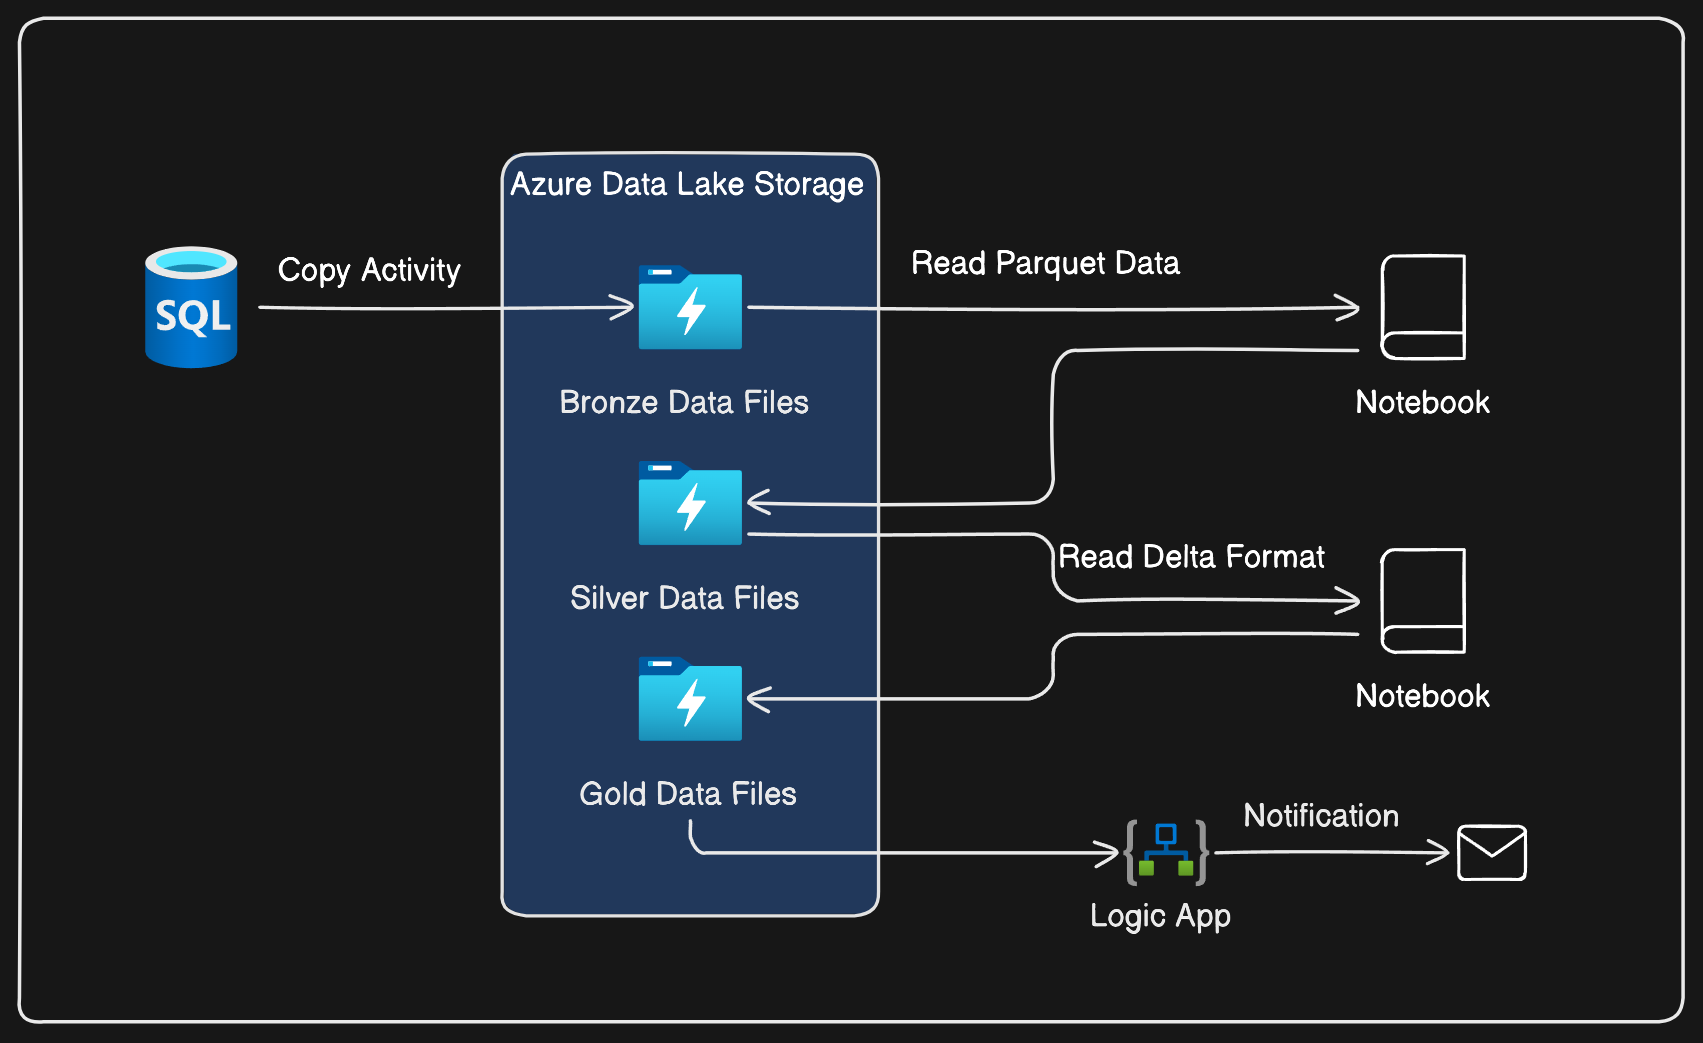 Azure Data Lake Storage
Copy Activity
Read Parquet Data
SQL
Bronze Data Files
Notebook
Read Delta Format
Silver Data Files
Notebook
Gold Data Files
Notification
Logic App